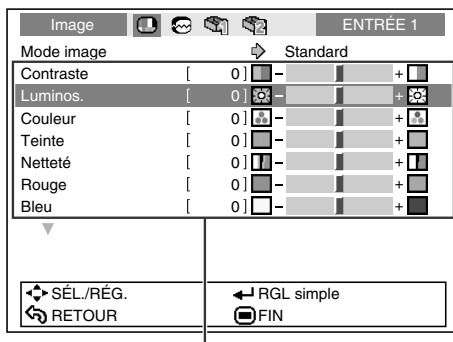 Image ENTRÉE 1
Mode image Standard
Contraste [ 0 ] – +
Luminos. [ 0 ] – +
Couleur [ 0 ] – +
Teinte [ 0 ] – +
Netteté [ 0 ] – +
Rouge [ 0 ] – +
Bleu [ 0 ] – +
SÉL./RÉG. RGL simple
RETOUR FIN